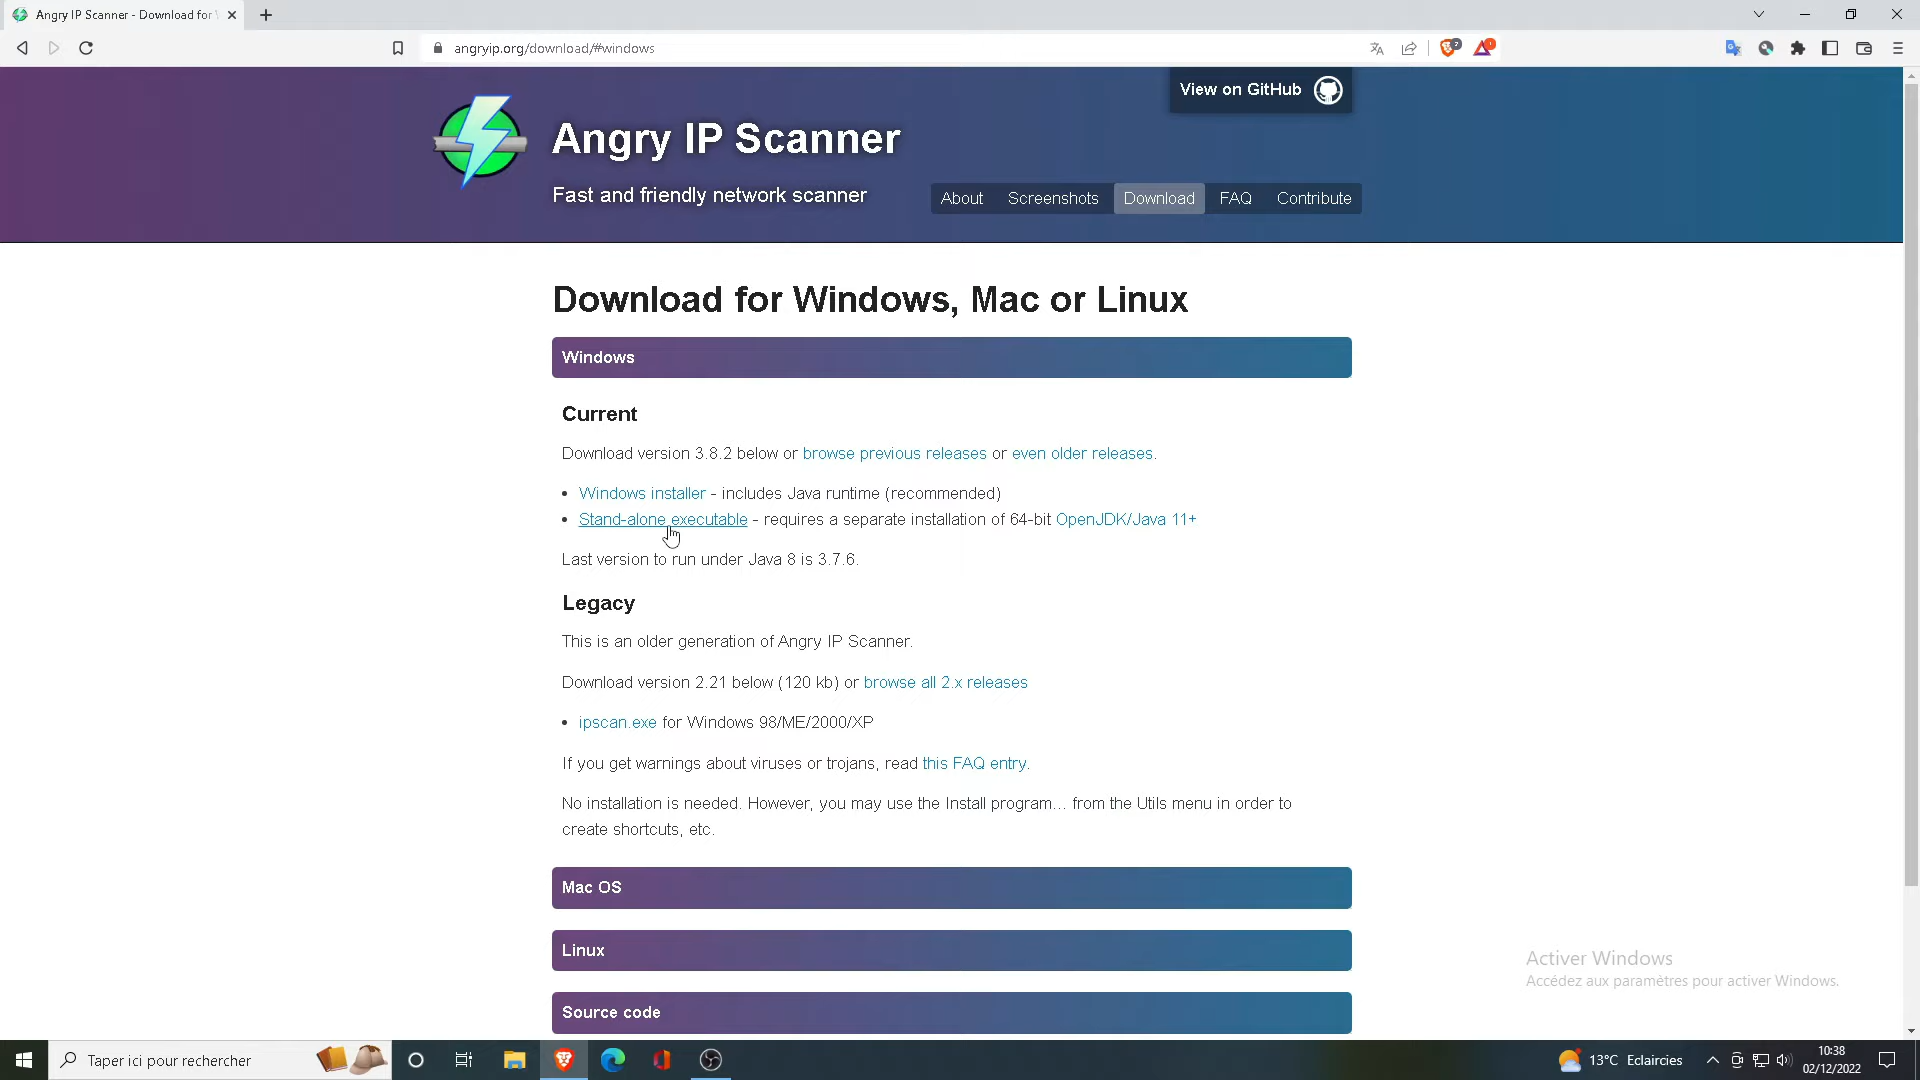 Angry IP Scanner - Download for
angryip.org/download/#windows
View on GitHub
Angry IP Scanner
Fast and friendly network scanner
About
Screenshots
Download
FAQ
Contribute
Download for Windows, Mac or Linux
Windows
Current
Download version 3.8.2 below or browse previous releases or even older releases.
• Windows installer - includes Java runtime (recommended)
• Stand-alone executable - requires a separate installation of 64-bit OpenJDK/Java 11+
Last version to run under Java 8 is 3.7.6.
Legacy
This is an older generation of Angry IP Scanner.
Download version 2.21 below (120 kb) or browse all 2.x releases
• ipscan.exe for Windows 98/ME/2000/XP
If you get warnings about viruses or trojans, read this FAQ entry.
No installation is needed. However, you may use the Install program... from the Utils menu in order to
create shortcuts, etc.
Mac OS
Linux
Source code
Activer Windows
Accédez aux paramètres pour activer Windows.
Taper ici pour rechercher
13°C Eclaircies
10:38
02/12/2022